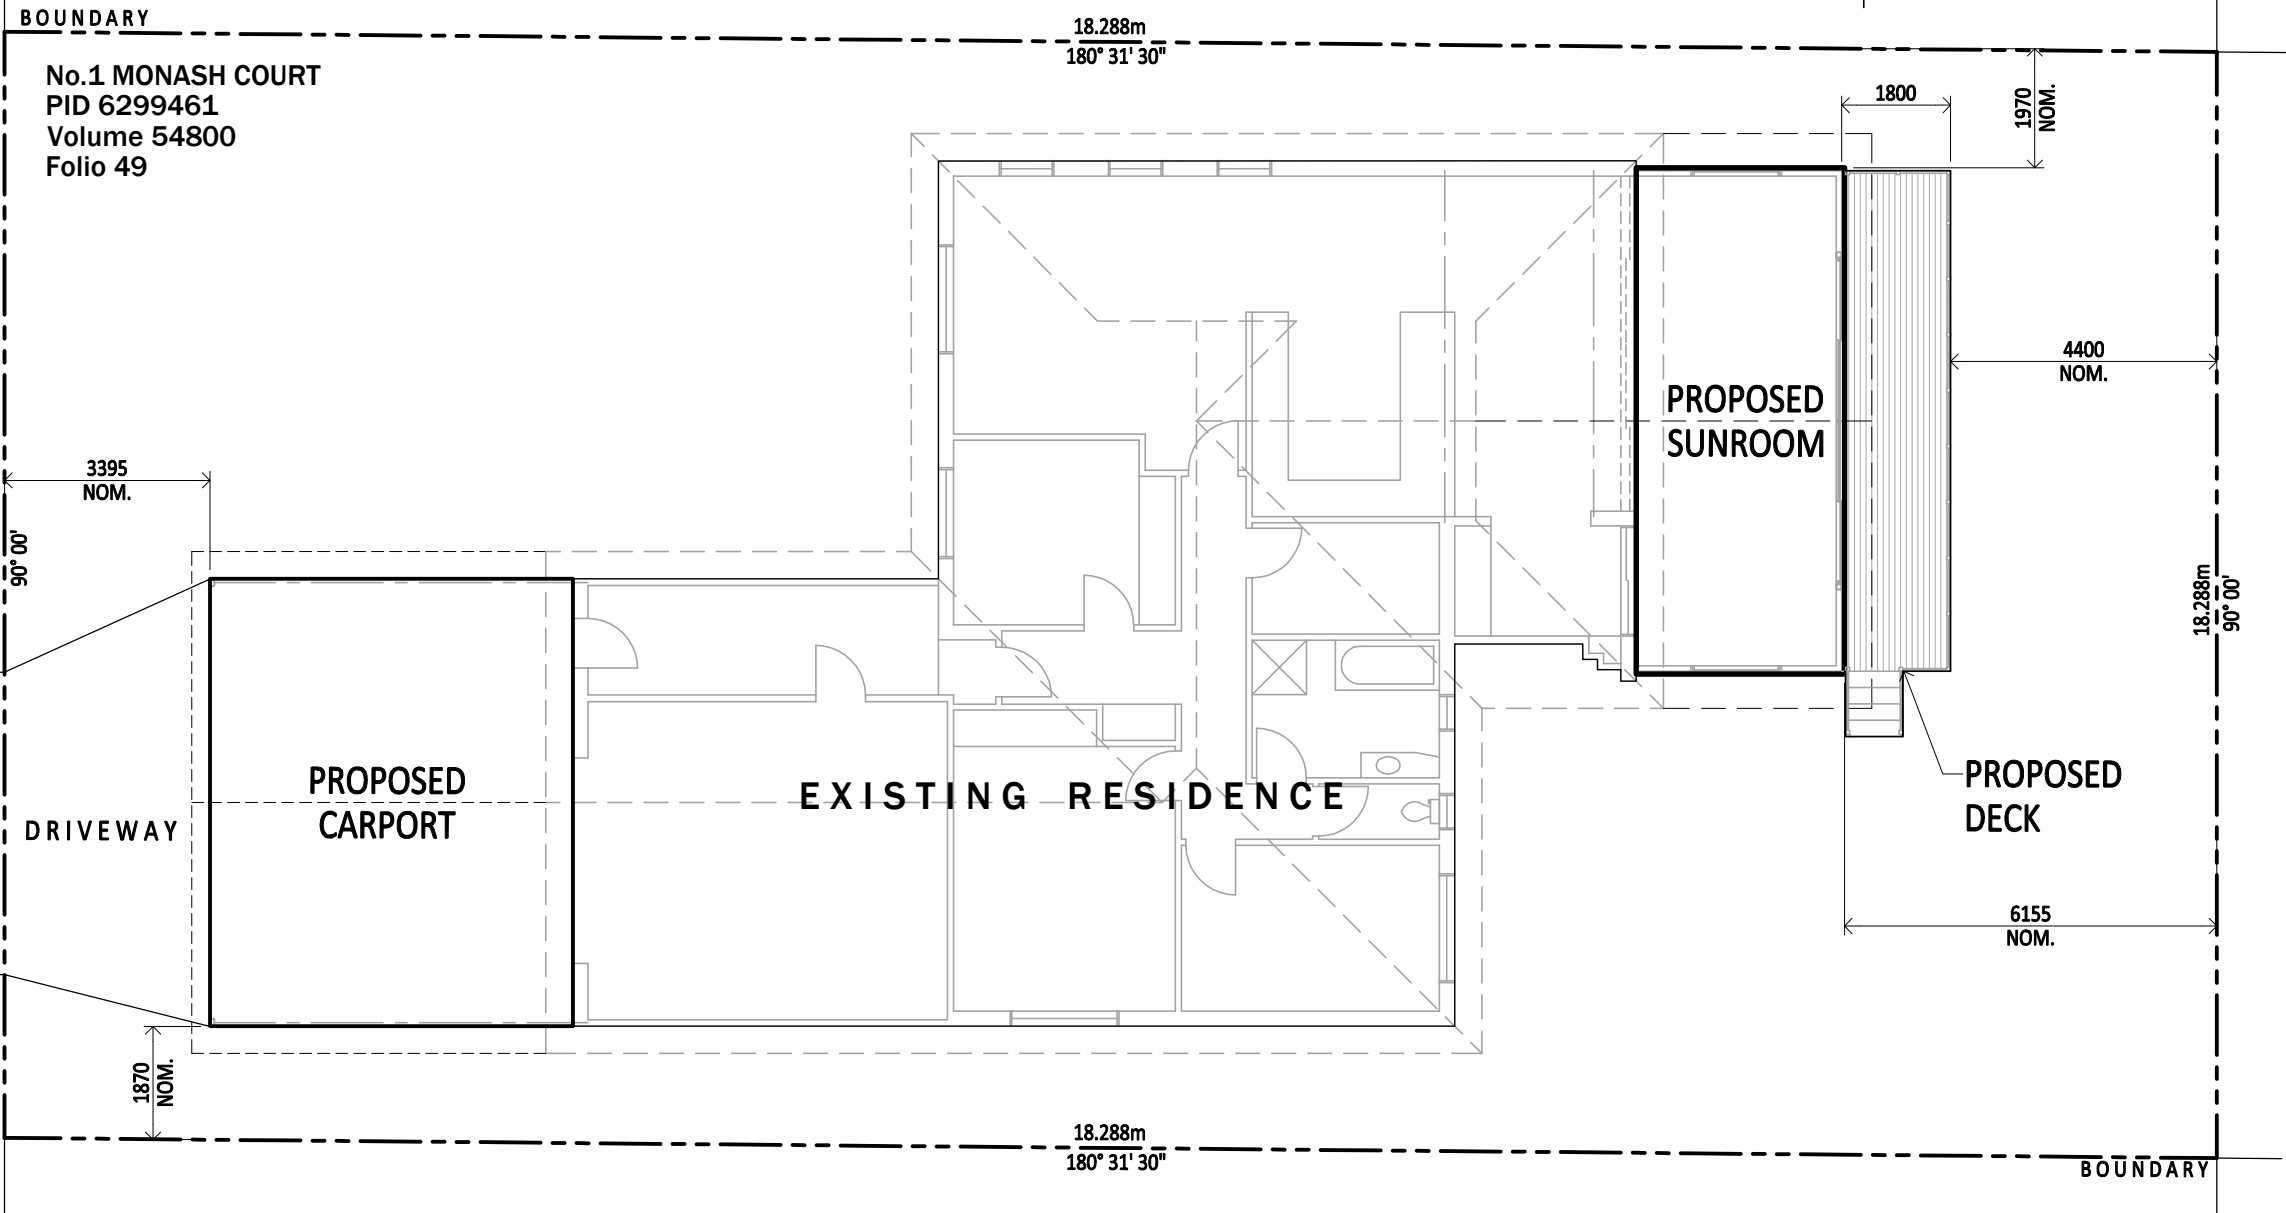 BOUNDARY
18.288m
180° 31' 30"
No.1 MONASH COURT
PID 6299461
Volume 54800
Folio 49
1970
NOM.
1800
4400
NOM.
PROPOSED
SUNROOM
3395
NOM.
90° 00'
18.288m
90° 00'
PROPOSED
CARPORT
EXISTING RESIDENCE
DRIVEWAY
PROPOSED
DECK
6155
NOM.
1870
NOM.
18.288m
180° 31' 30"
BOUNDARY